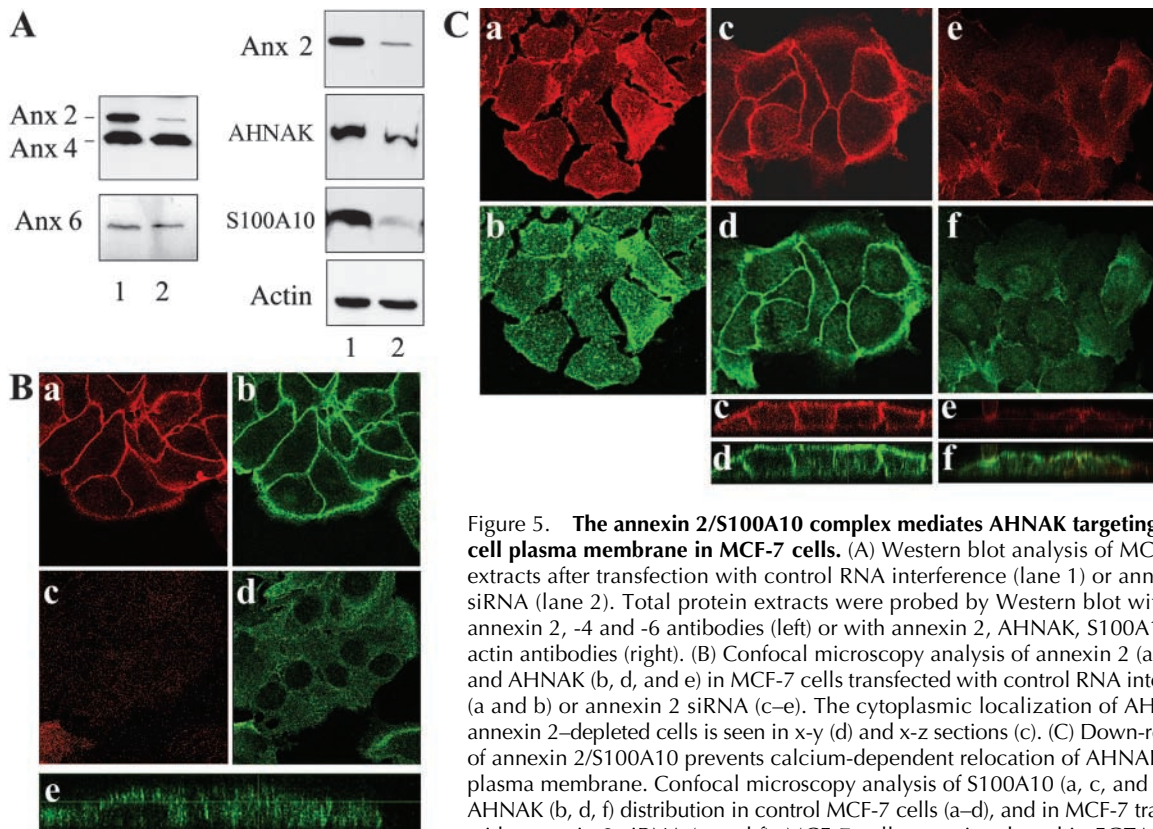 A
Anx 2
Anx 4
Anx 6
1 2
Anx 2
AHNAK
S100A10
Actin
1 2
B
a
b
c
d
e
C
a
c
e
b
d
f
c
e
d
f
Figure 5. The annexin 2/S100A10 complex mediates AHNAK targeting
cell plasma membrane in MCF-7 cells. (A) Western blot analysis of MC
extracts after transfection with control RNA interference (lane 1) or ann
siRNA (lane 2). Total protein extracts were probed by Western blot wi
annexin 2, -4 and -6 antibodies (left) or with annexin 2, AHNAK, S100A1
actin antibodies (right). (B) Confocal microscopy analysis of annexin 2 (a
and AHNAK (b, d, and e) in MCF-7 cells transfected with control RNA inte
(a and b) or annexin 2 siRNA (c–e). The cytoplasmic localization of AH
annexin 2–depleted cells is seen in x-y (d) and x-z sections (c). (C) Down-r
of annexin 2/S100A10 prevents calcium-dependent relocation of AHNAK
plasma membrane. Confocal microscopy analysis of S100A10 (a, c, and
AHNAK (b, d, f) distribution in control MCF-7 cells (a–d), and in MCF-7 tra